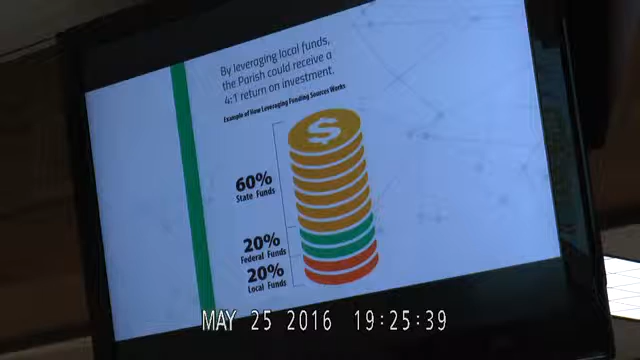 By leveraging local funds,
the Parish could receive a
4:1 return on investment.
Example of How Leveraging Funding Sources Works
$
60%
State Funds
20%
Federal Funds
20%
Local Funds
MAY 25 2016 19:25:39